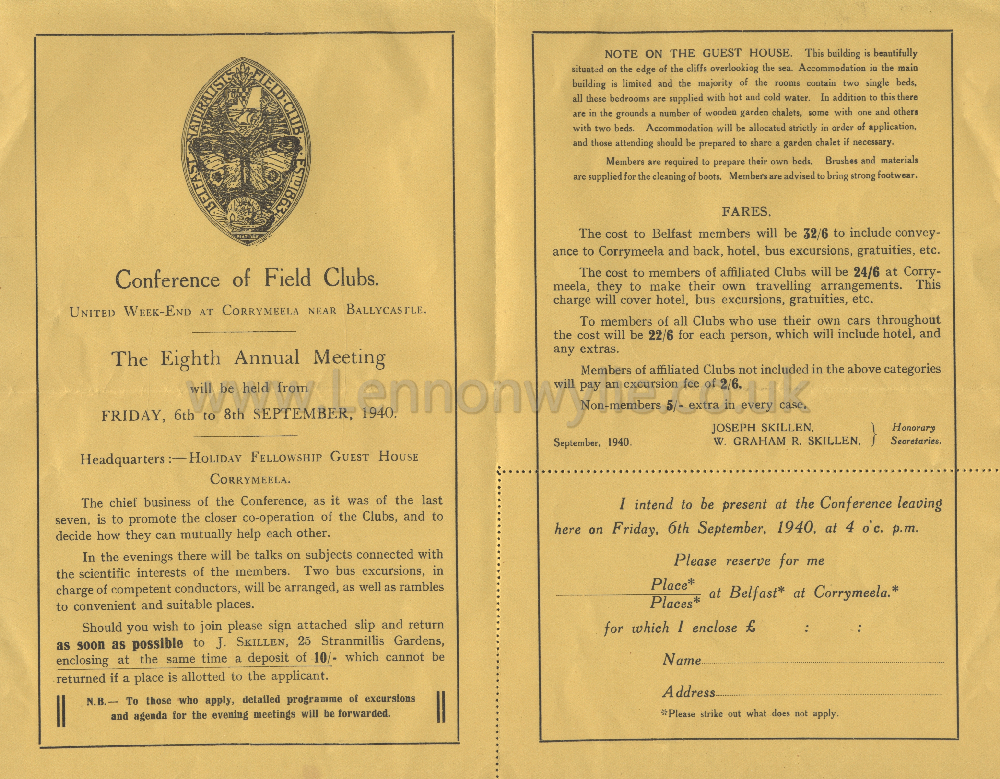 BELFAST NATURALISTS FIELD·CLUB ESTD 1863
Conference of Field Clubs.
United Week-End at Corrymeela near Ballycastle.
The Eighth Annual Meeting
will be held from
FRIDAY, 6th to 8th SEPTEMBER, 1940.
Headquarters :—Holiday Fellowship Guest House
Corrymeela.
The chief business of the Conference, as it was of the last
seven, is to promote the closer co-operation of the Clubs, and to
decide how they can mutually help each other.
In the evenings there will be talks on subjects connected with
the scientific interests of the members. Two bus excursions, in
charge of competent conductors, will be arranged, as well as rambles
to convenient and suitable places.
Should you wish to join please sign attached slip and return
as soon as possible to J. Skillen, 25 Stranmillis Gardens,
enclosing at the same time a deposit of 10/- which cannot be
returned if a place is allotted to the applicant.
N.B.— To those who apply, detailed programme of excursions
and agenda for the evening meetings will be forwarded.
NOTE ON THE GUEST HOUSE. This building is beautifully
situated on the edge of the cliffs overlooking the sea. Accommodation in the main
building is limited and the majority of the rooms contain two single beds,
all these bedrooms are supplied with hot and cold water. In addition to this there
are in the grounds a number of wooden garden chalets, some with one and others
with two beds. Accommodation will be allocated strictly in order of application,
and those attending should be prepared to share a garden chalet if necessary.
Members are required to prepare their own beds. Brushes and materials
are supplied for the cleaning of boots. Members are advised to bring strong footwear.
FARES.
The cost to Belfast members will be 32/6 to include convey-
ance to Corrymeela and back, hotel, bus excursions, gratuities, etc.
The cost to members of affiliated Clubs will be 24/6 at Corry-
meela, they to make their own travelling arrangements. This
charge will cover hotel, bus excursions, gratuities, etc.
To members of all Clubs who use their own cars throughout
the cost will be 22/6 for each person, which will include hotel, and
any extras.
Members of affiliated Clubs not included in the above categories
will pay an excursion fee of 2/6.
Non-members 5/- extra in every case.
JOSEPH SKILLEN, } Honorary
September, 1940. W. GRAHAM R. SKILLEN, } Secretaries.
www.Lennonwylie.co.uk
I intend to be present at the Conference leaving
here on Friday, 6th September, 1940, at 4 o'c. p.m.
Please reserve for me
Place*
Places* at Belfast* at Corrymeela.*
for which I enclose £ : :
Name
Address
*Please strike out what does not apply.